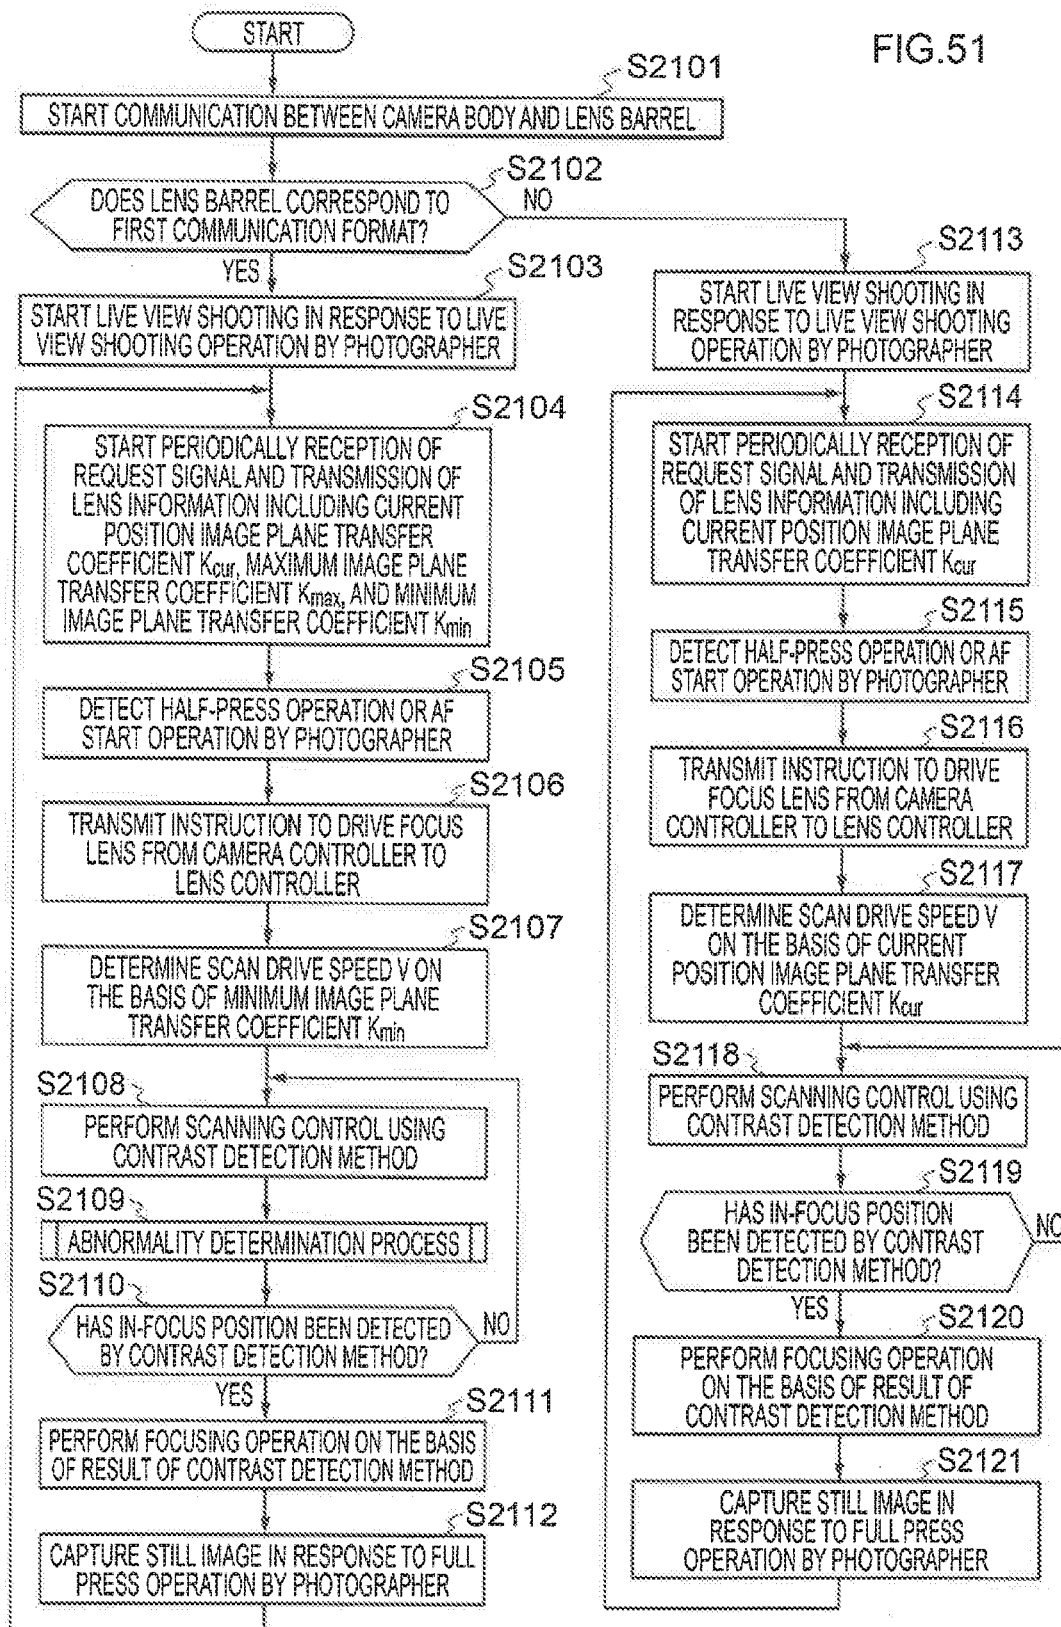 FIG.51
START
S2101
START COMMUNICATION BETWEEN CAMERA BODY AND LENS BARREL
S2102
DOES LENS BARREL CORRESPOND TO
FIRST COMMUNICATION FORMAT?
NO
YES
S2103
START LIVE VIEW SHOOTING IN RESPONSE TO LIVE
VIEW SHOOTING OPERATION BY PHOTOGRAPHER
S2104
START PERIODICALLY RECEPTION OF
REQUEST SIGNAL AND TRANSMISSION OF
LENS INFORMATION INCLUDING CURRENT
POSITION IMAGE PLANE TRANSFER
COEFFICIENT Kcur, MAXIMUM IMAGE PLANE
TRANSFER COEFFICIENT Kmax, AND MINIMUM
IMAGE PLANE TRANSFER COEFFICIENT Kmin
S2105
DETECT HALF-PRESS OPERATION OR AF
START OPERATION BY PHOTOGRAPHER
S2106
TRANSMIT INSTRUCTION TO DRIVE FOCUS
LENS FROM CAMERA CONTROLLER TO
LENS CONTROLLER
S2107
DETERMINE SCAN DRIVE SPEED V ON
THE BASIS OF MINIMUM IMAGE PLANE
TRANSFER COEFFICIENT Kmin
S2108
PERFORM SCANNING CONTROL USING
CONTRAST DETECTION METHOD
S2109
ABNORMALITY DETERMINATION PROCESS
S2110
HAS IN-FOCUS POSITION BEEN DETECTED
BY CONTRAST DETECTION METHOD?
NO
YES
S2111
PERFORM FOCUSING OPERATION ON THE BASIS
OF RESULT OF CONTRAST DETECTION METHOD
S2112
CAPTURE STILL IMAGE IN RESPONSE TO FULL
PRESS OPERATION BY PHOTOGRAPHER
S2113
START LIVE VIEW SHOOTING IN
RESPONSE TO LIVE VIEW SHOOTING
OPERATION BY PHOTOGRAPHER
S2114
START PERIODICALLY RECEPTION OF
REQUEST SIGNAL AND TRANSMISSION
OF LENS INFORMATION INCLUDING
CURRENT POSITION IMAGE PLANE
TRANSFER COEFFICIENT Kcur
S2115
DETECT HALF-PRESS OPERATION OR AF
START OPERATION BY PHOTOGRAPHER
S2116
TRANSMIT INSTRUCTION TO DRIVE
FOCUS LENS FROM CAMERA
CONTROLLER TO LENS CONTROLLER
S2117
DETERMINE SCAN DRIVE SPEED V
ON THE BASIS OF CURRENT
POSITION IMAGE PLANE TRANSFER
COEFFICIENT Kcur
S2118
PERFORM SCANNING CONTROL USING
CONTRAST DETECTION METHOD
S2119
HAS IN-FOCUS POSITION
BEEN DETECTED BY CONTRAST
DETECTION METHOD?
NO
YES
S2120
PERFORM FOCUSING OPERATION
ON THE BASIS OF RESULT OF
CONTRAST DETECTION METHOD
S2121
CAPTURE STILL IMAGE IN
RESPONSE TO FULL PRESS
OPERATION BY PHOTOGRAPHER